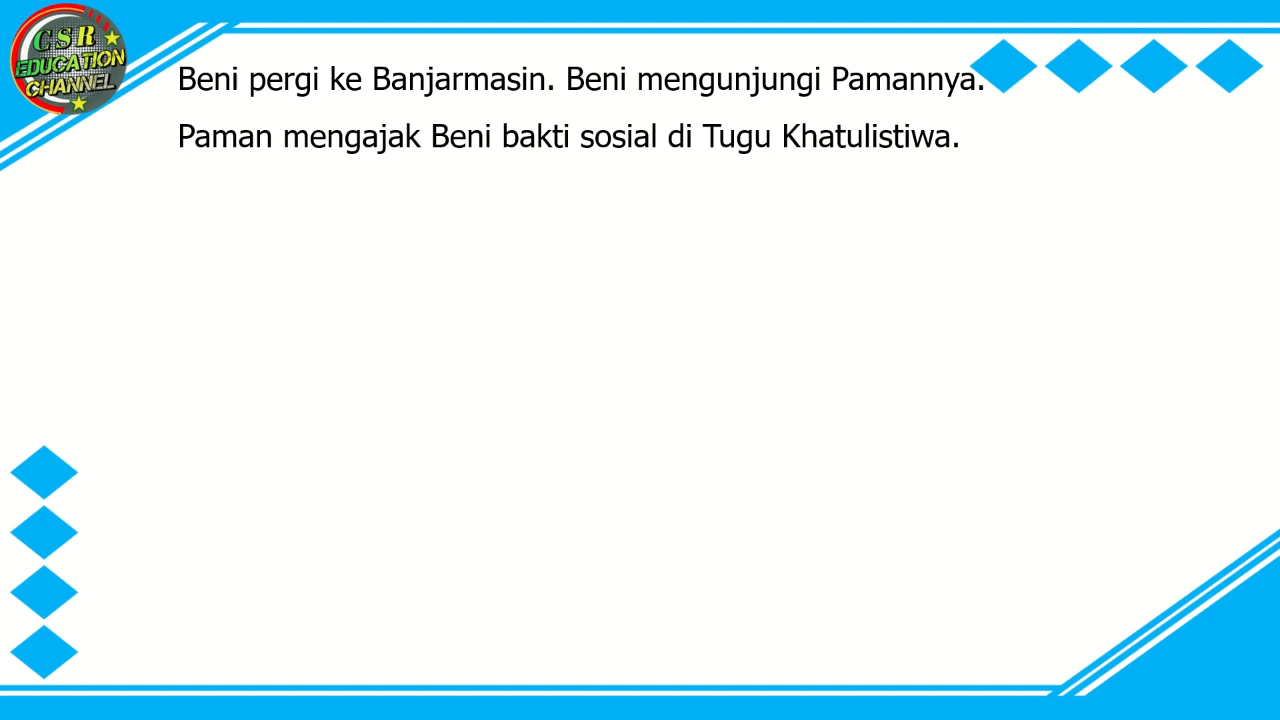 CSR
EDUCATION
CHANNEL
Beni pergi ke Banjarmasin. Beni mengunjungi Pamannya.
Paman mengajak Beni bakti sosial di Tugu Khatulistiwa.